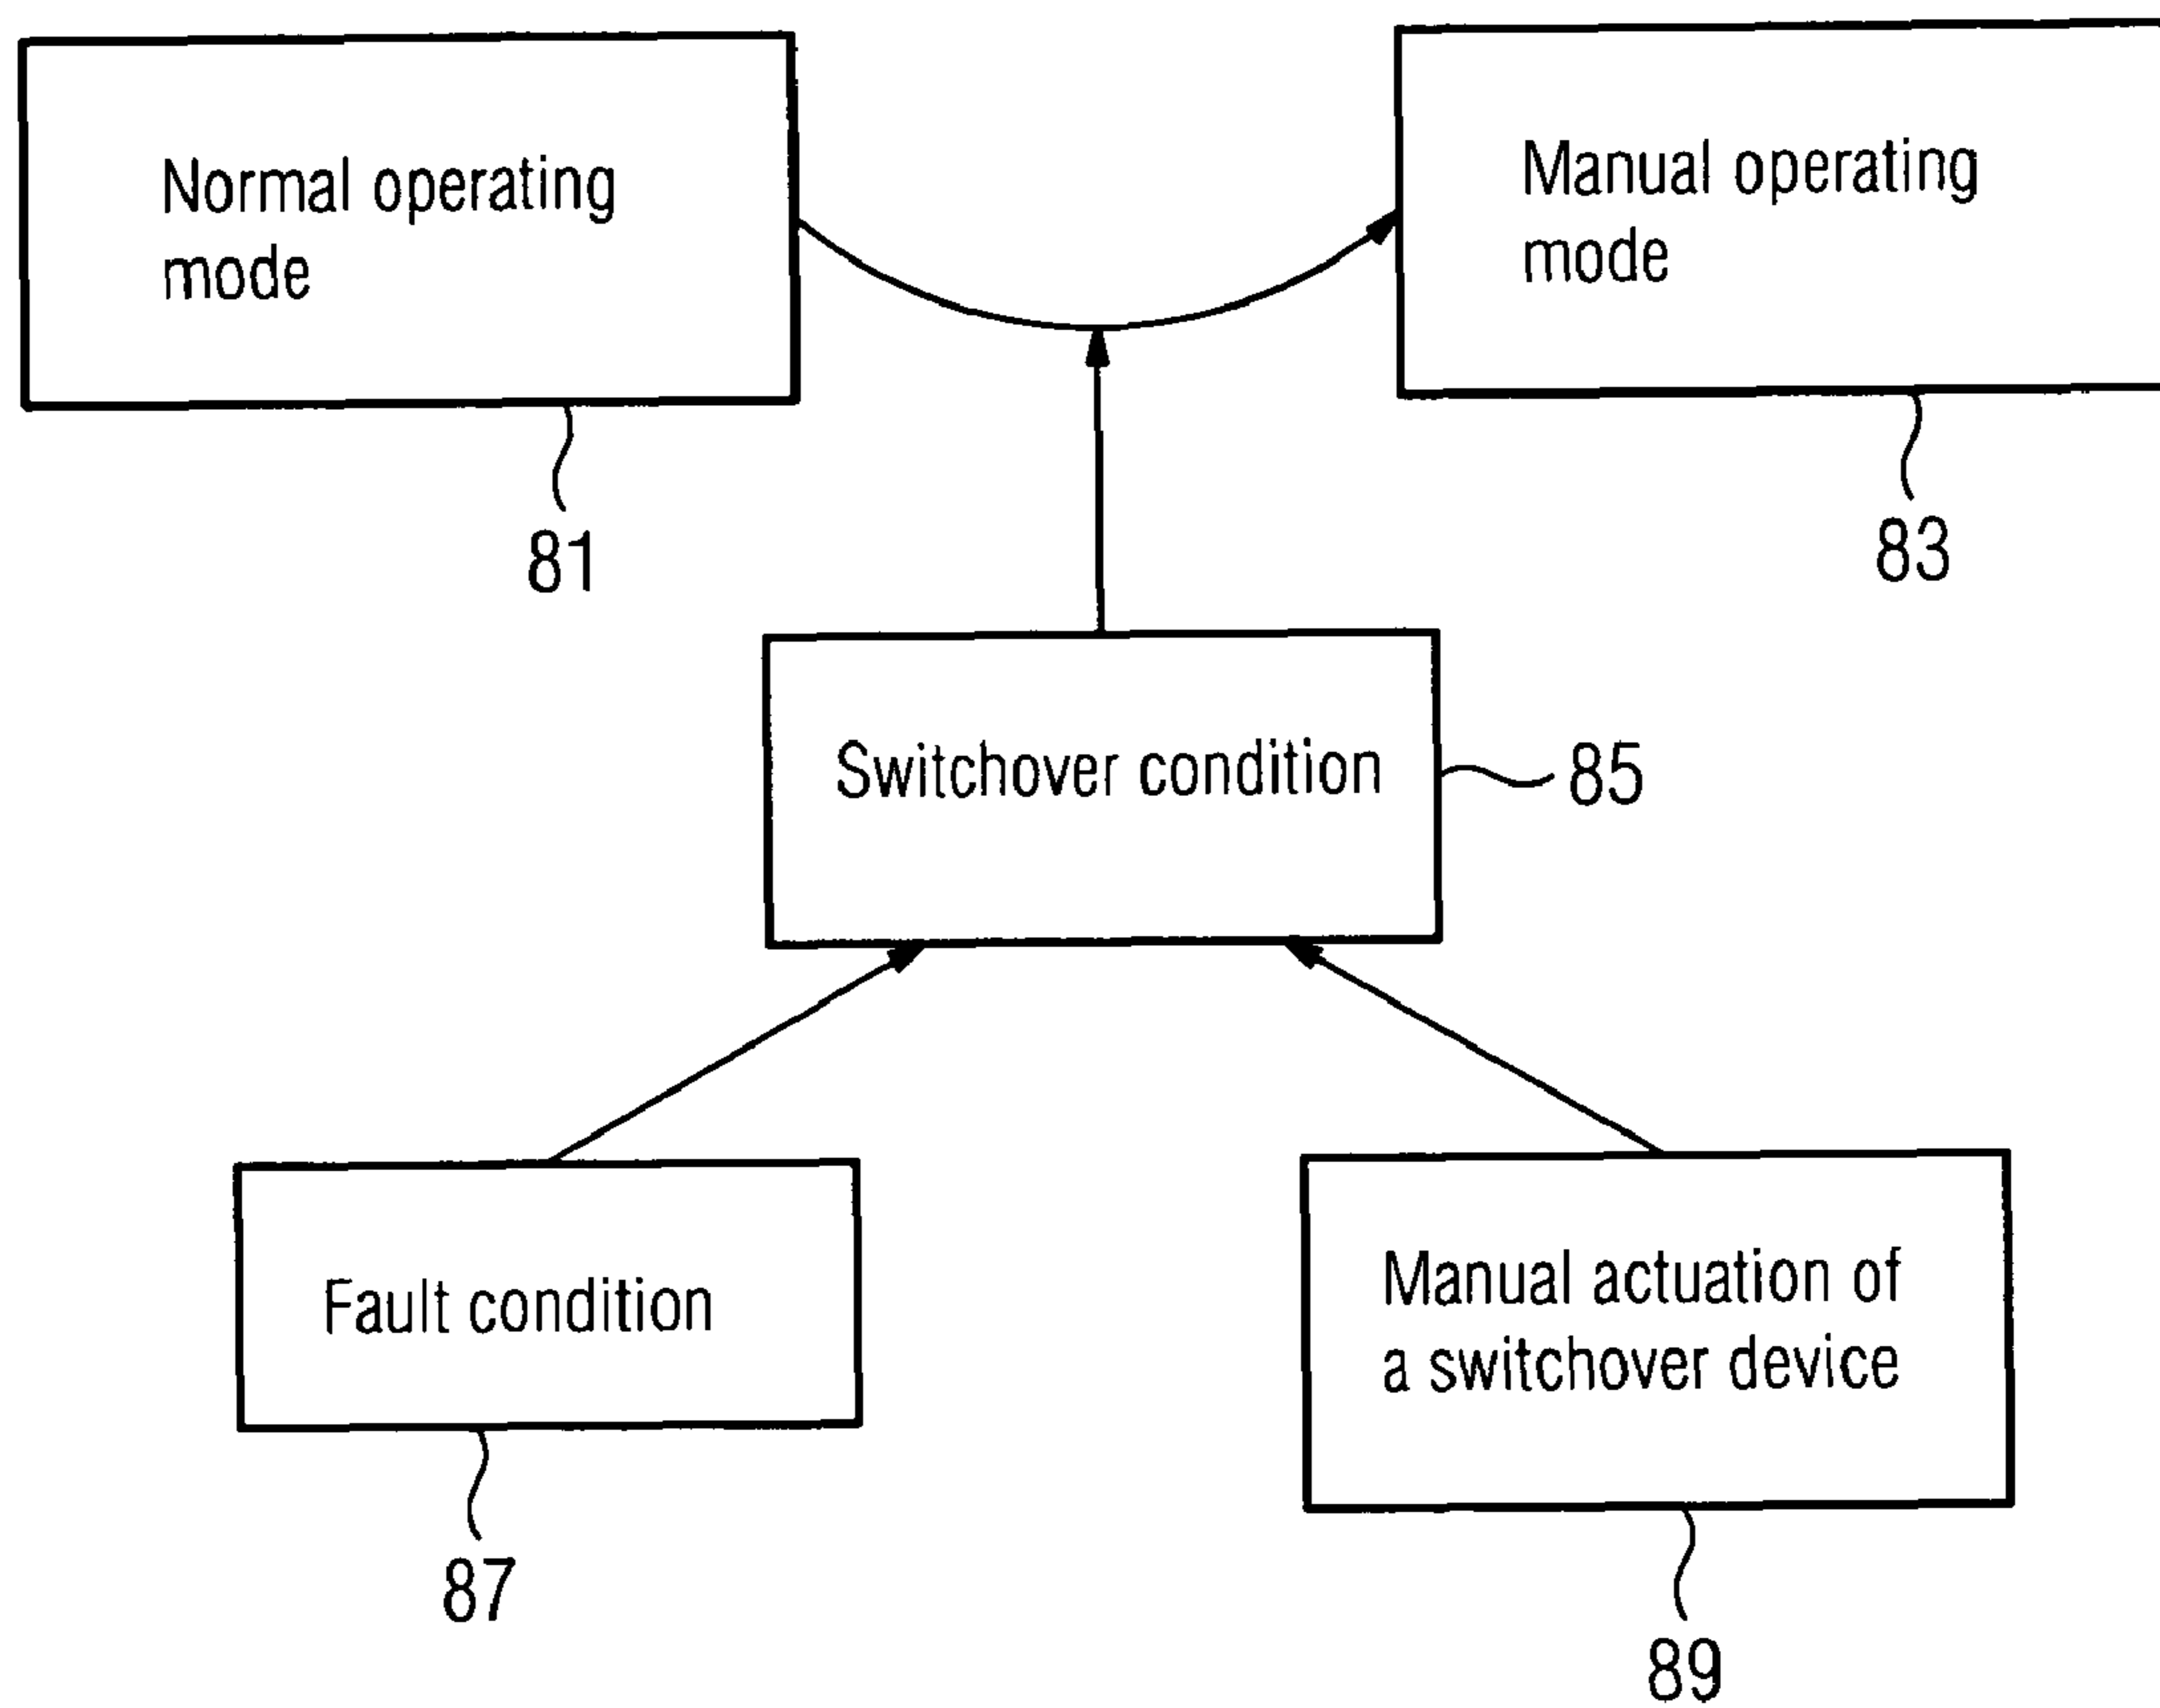 Normal operating
mode
Manual operating
mode
81
83
Switchover condition
85
Fault condition
Manual actuation of
a switchover device
87
89